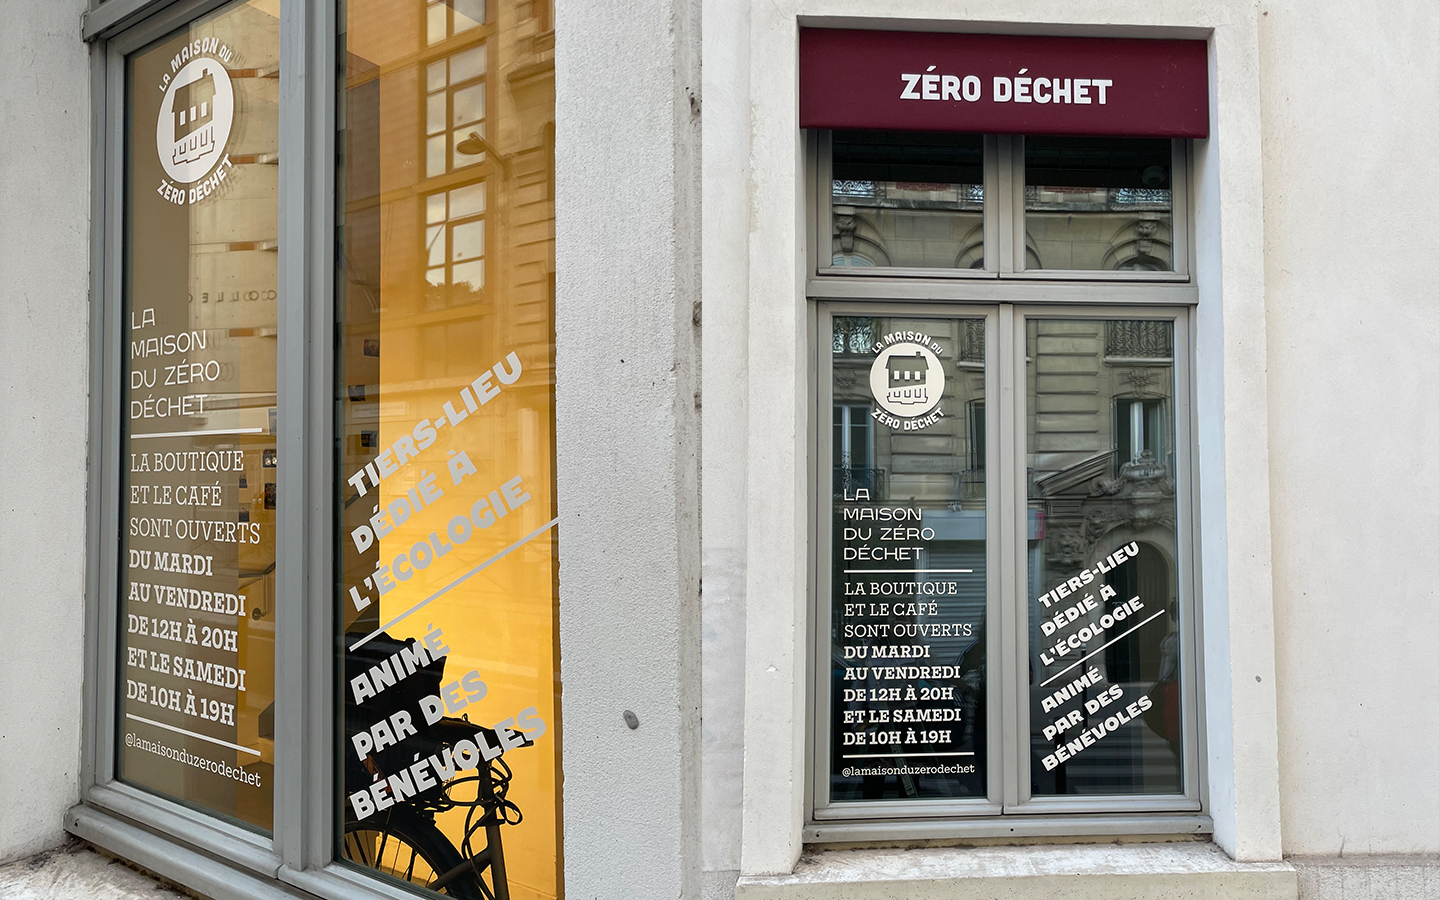 LA MAISON DU
ZÉRO DÉCHET
LA
MAISON
DU ZÉRO
DÉCHET
LA BOUTIQUE
ET LE CAFÉ
SONT OUVERTS
DU MARDI
AU VENDREDI
DE 12H À 20H
ET LE SAMEDI
DE 10H À 19H
@lamaisonduzerodechet
TIERS-LIEU
DÉDIÉ À
L'ÉCOLOGIE
ANIMÉ
PAR DES
BÉNÉVOLES
ZÉRO DÉCHET
LA MAISON DU
ZÉRO DÉCHET
LA
MAISON
DU ZÉRO
DÉCHET
LA BOUTIQUE
ET LE CAFÉ
SONT OUVERTS
DU MARDI
AU VENDREDI
DE 12H À 20H
ET LE SAMEDI
DE 10H À 19H
@lamaisonduzerodechet
TIERS-LIEU
DÉDIÉ À
L'ÉCOLOGIE
ANIMÉ
PAR DES
BÉNÉVOLES